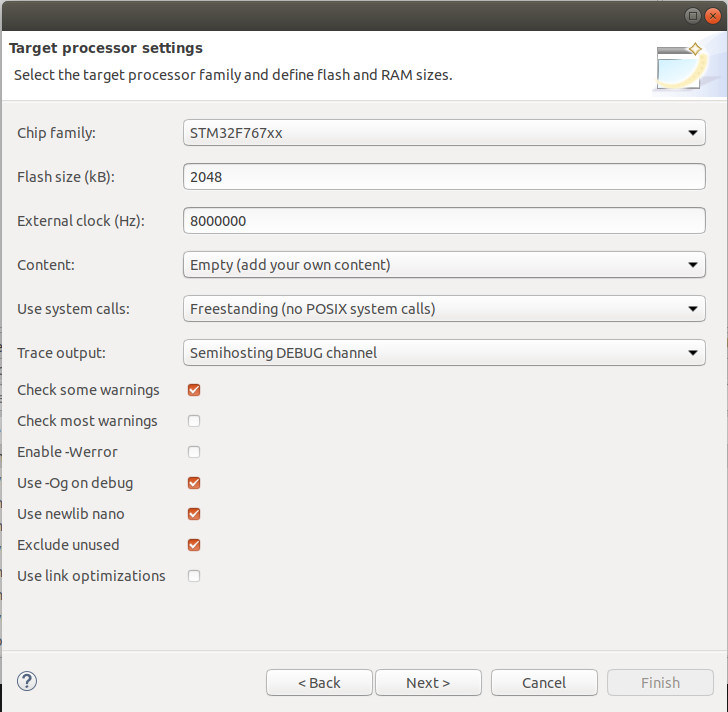 Target processor settings
Select the target processor family and define flash and RAM sizes.
Chip family: STM32F767xx
Flash size (kB): 2048
External clock (Hz): 8000000
Content: Empty (add your own content)
Use system calls: Freestanding (no POSIX system calls)
Trace output: Semihosting DEBUG channel
Check some warnings
Check most warnings
Enable -Werror
Use -Og on debug
Use newlib nano
Exclude unused
Use link optimizations
? < Back Next > Cancel Finish